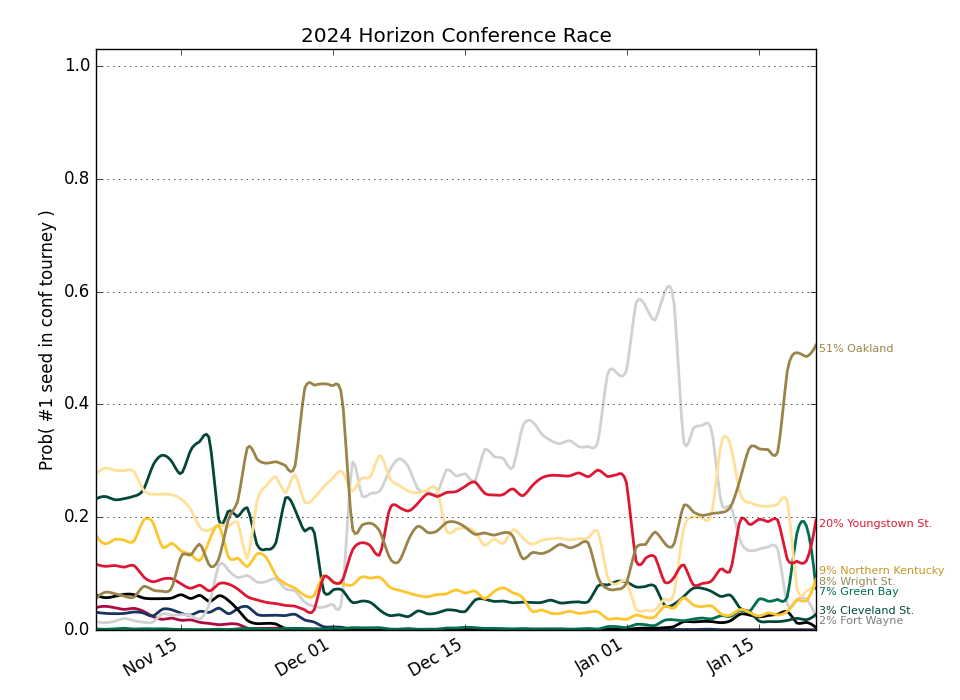 2024 Horizon Conference Race
Prob( #1 seed in conf tourney )
1.0
0.8
0.6
0.4
0.2
0.0
Nov 15
Dec 01
Dec 15
Jan 01
Jan 15
51% Oakland
20% Youngstown St.
9% Northern Kentucky
8% Wright St.
7% Green Bay
3% Cleveland St.
2% Fort Wayne